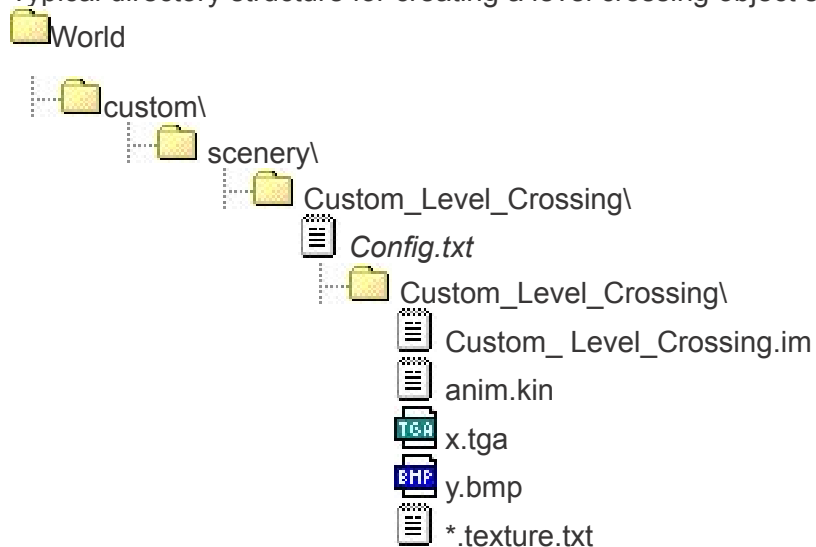 Typical directory structure for creating a level crossing object
World
custom\
scenery\
Custom_Level_Crossing\
Config.txt
Custom_Level_Crossing\
Custom_ Level_Crossing.im
anim.kin
TGA x.tga
BMP y.bmp
*.texture.txt